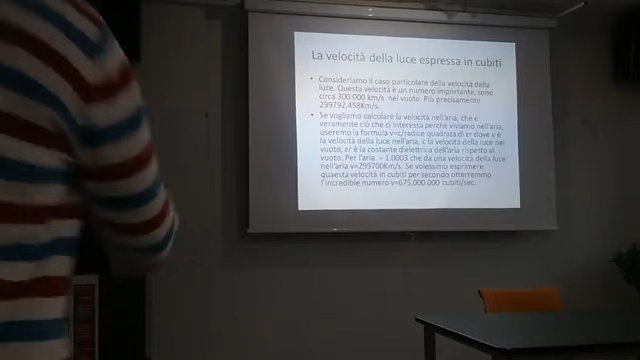 La velocità della luce espressa in cubiti
• Consideriamo il caso particolare della velocità della
luce. Questa velocità è un numero importante, sono
circa 300.000 km/s nel vuoto. Più precisamente
299792,458Km/s.
• Se vogliamo calcolare la velocità nell'aria, che è
veramente ciò che ci interessa perché viviamo nell'aria,
useremo la formula v=c/radice quadrata di er dove v è
la velocità della luce nell'aria, c la velocità della luce nel
vuoto, er è la costante dielettrica dell'aria rispetto al
vuoto. Per l'aria = 1.0003 che da una velocità della luce
nell'aria v=299700Km/s. Se volessimo esprimere
quaesta velocità in cubiti per secondo otterremmo
l'incredible numero v=675.000.000 cubiti/sec.